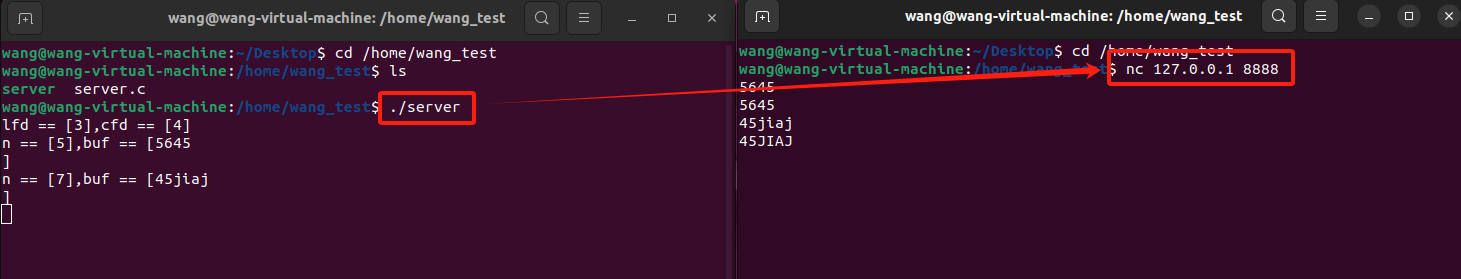 wang@wang-virtual-machine: /home/wang_test
wang@wang-virtual-machine:~/Desktop$ cd /home/wang_test
wang@wang-virtual-machine:/home/wang_test$ ls
server  server.c
wang@wang-virtual-machine:/home/wang_test$ ./server
lfd == [3],cfd == [4]
n == [5],buf == [5645
]
n == [7],buf == [45jiaj
]
wang@wang-virtual-machine: /home/wang_test
wang@wang-virtual-machine:~/Desktop$ cd /home/wang_test
wang@wang-virtual-machine:/home/wang_test$ nc 127.0.0.1 8888
5645
5645
45jiaj
45JIAJ